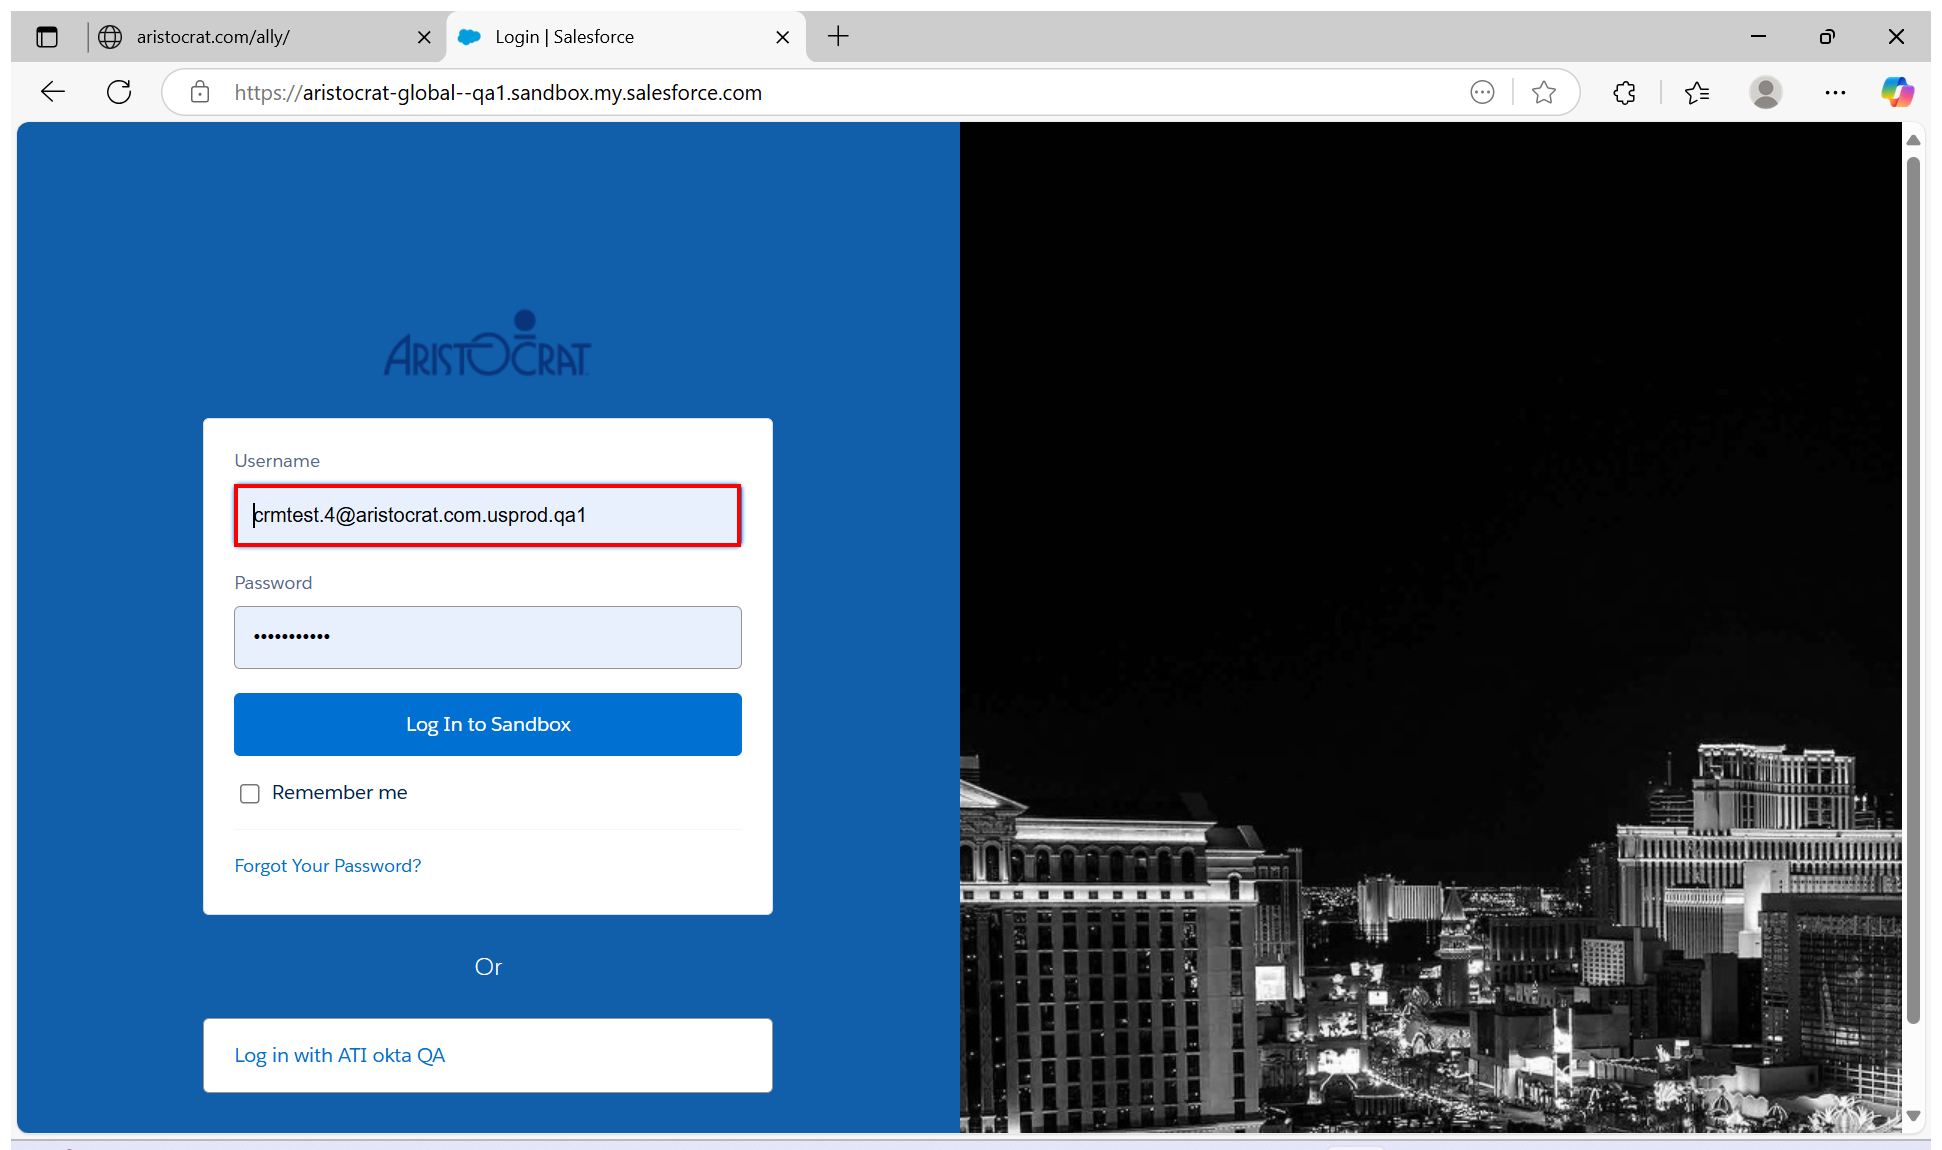 aristocrat.com/ally/
Login | Salesforce
https://aristocrat-global--qa1.sandbox.my.salesforce.com
ARISTOCRAT
Username
crmtest.4@aristocrat.com.usprod.qa1
Password
•••••••••••
Log In to Sandbox
Remember me
Forgot Your Password?
Or
Log in with ATI okta QA